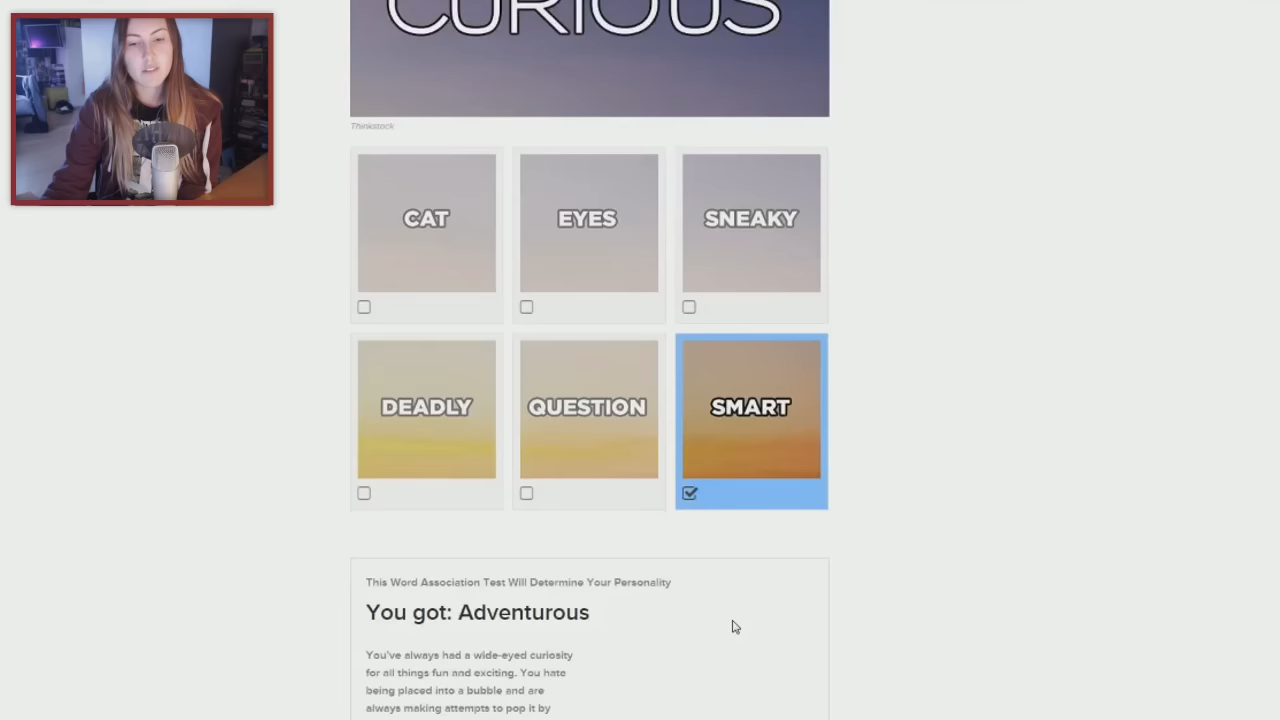 CURIOUS
Thinkstock
CAT
EYES
SNEAKY
DEADLY
QUESTION
SMART
This Word Association Test Will Determine Your Personality
You got: Adventurous
You've always had a wide-eyed curiosity
for all things fun and exciting. You hate
being placed into a bubble and are
always making attempts to pop it by